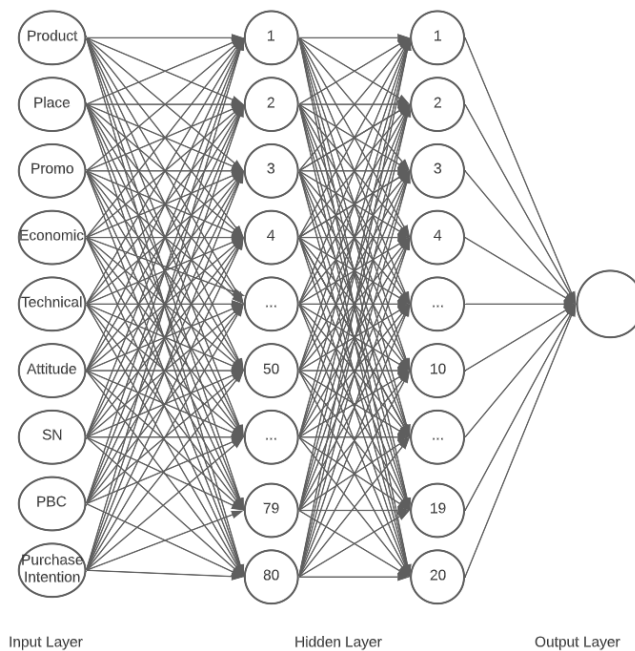 Product
1
1
Place
2
2
Promo
3
3
Economic
4
4
Technical
...
...
Attitude
50
10
SN
...
...
PBC
79
19
Purchase
Intention
80
20
Input Layer
Hidden Layer
Output Layer